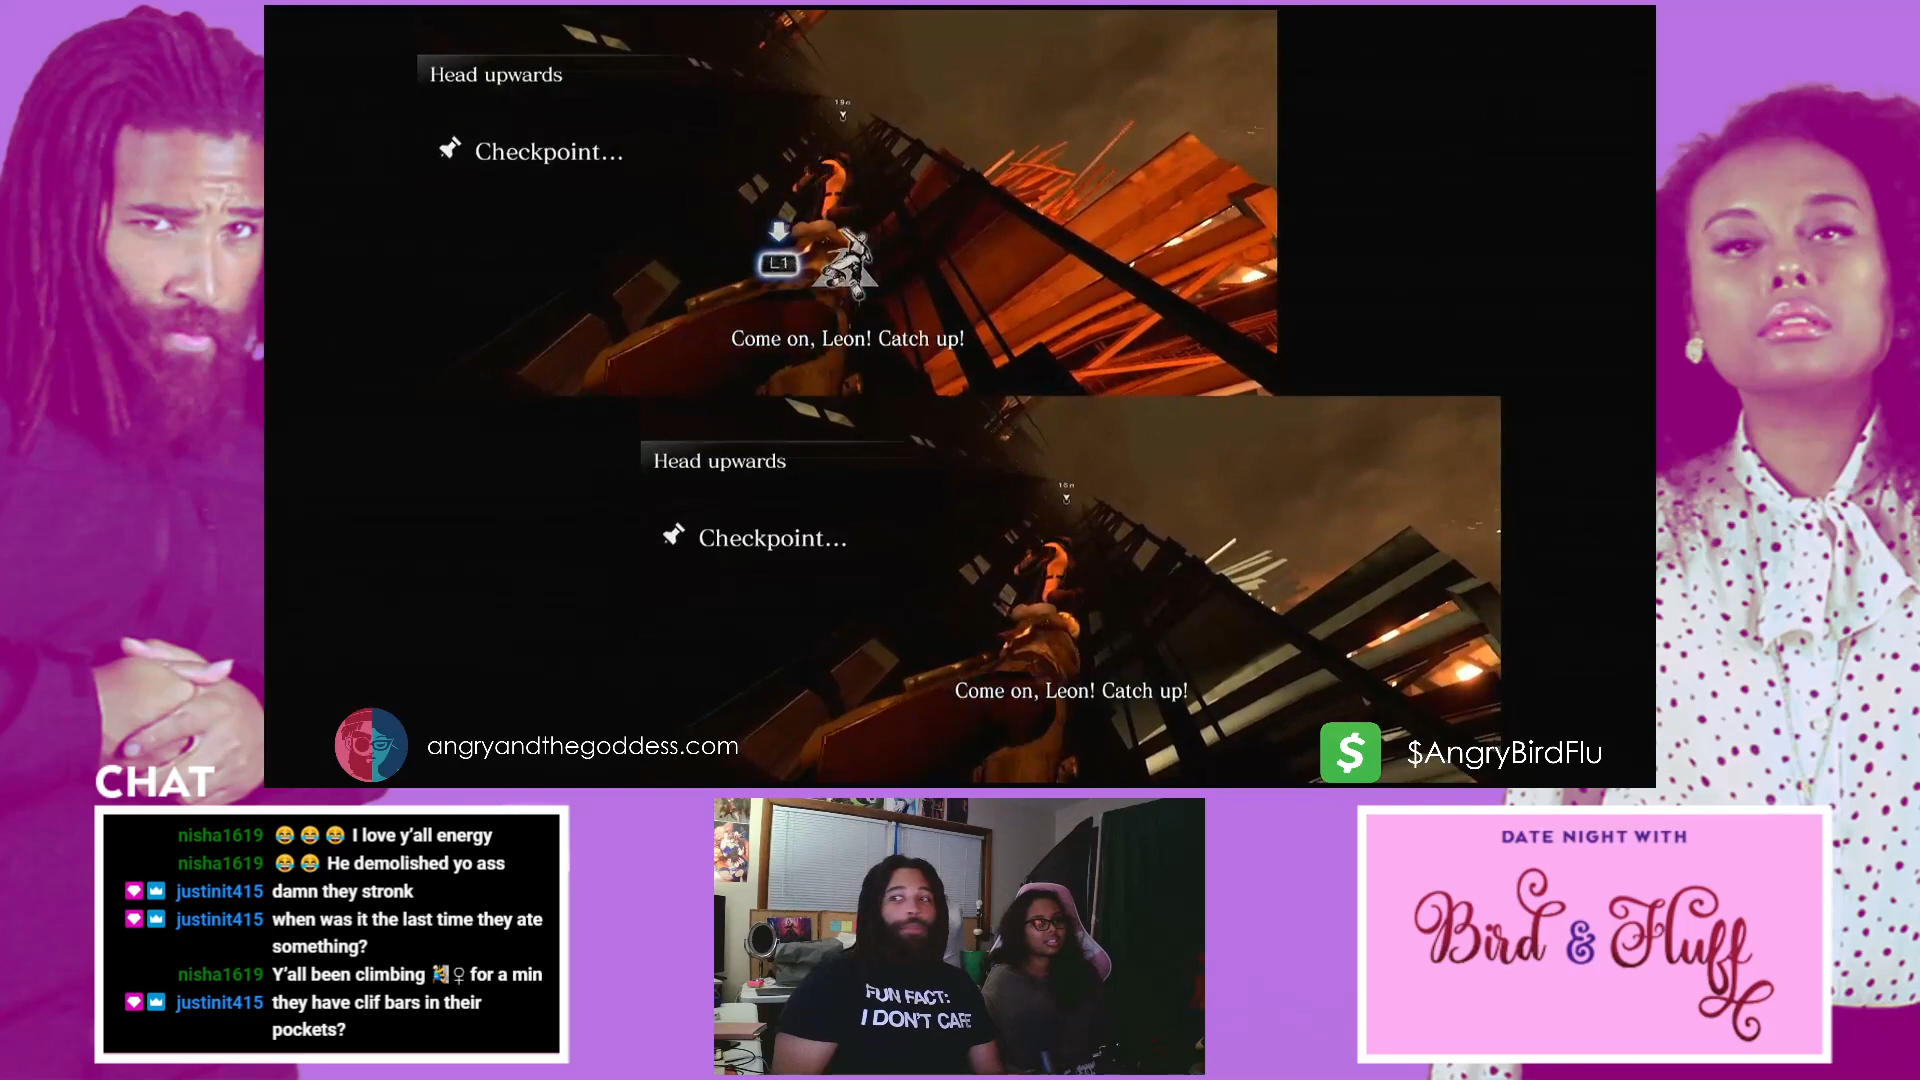 Head upwards
19m
Checkpoint...
L1
Come on, Leon! Catch up!
Head upwards
16m
Checkpoint...
Come on, Leon! Catch up!
angryandthegoddess.com
$
$AngryBirdFlu
CHAT
nisha1619 😂 😂 😂 I love y'all energy
nisha1619 😂 😂 He demolished yo ass
justinit415 damn they stronk
justinit415 when was it the last time they ate
something?
nisha1619 Y'all been climbing 🧗♀ for a min
justinit415 they have clif bars in their
pockets?
FUN FACT:
I DON'T CARE
DATE NIGHT WITH
Bird & Fluff